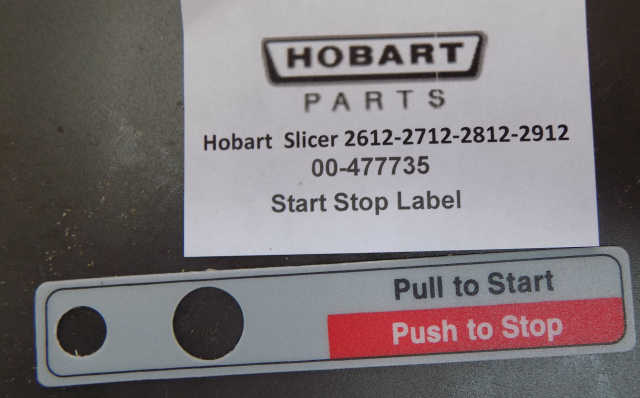 HOBART
PARTS
Hobart Slicer 2612-2712-2812-2912
00-477735
Start Stop Label
Pull to Start
Push to Stop